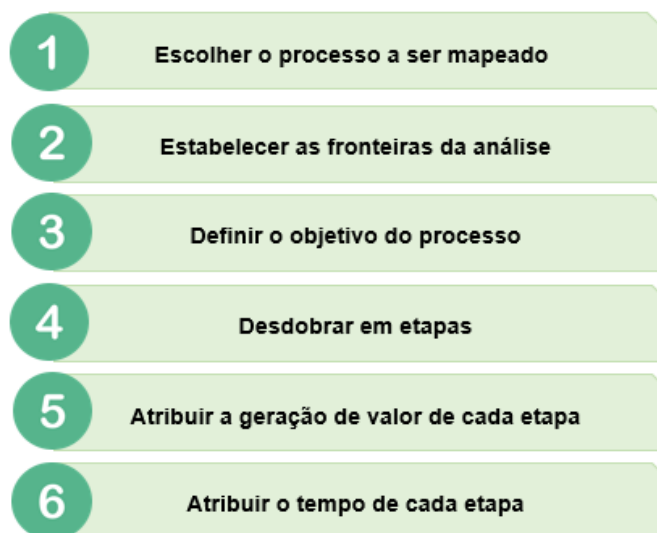 1 Escolher o processo a ser mapeado
2 Estabelecer as fronteiras da análise
3 Definir o objetivo do processo
4 Desdobrar em etapas
5 Atribuir a geração de valor de cada etapa
6 Atribuir o tempo de cada etapa